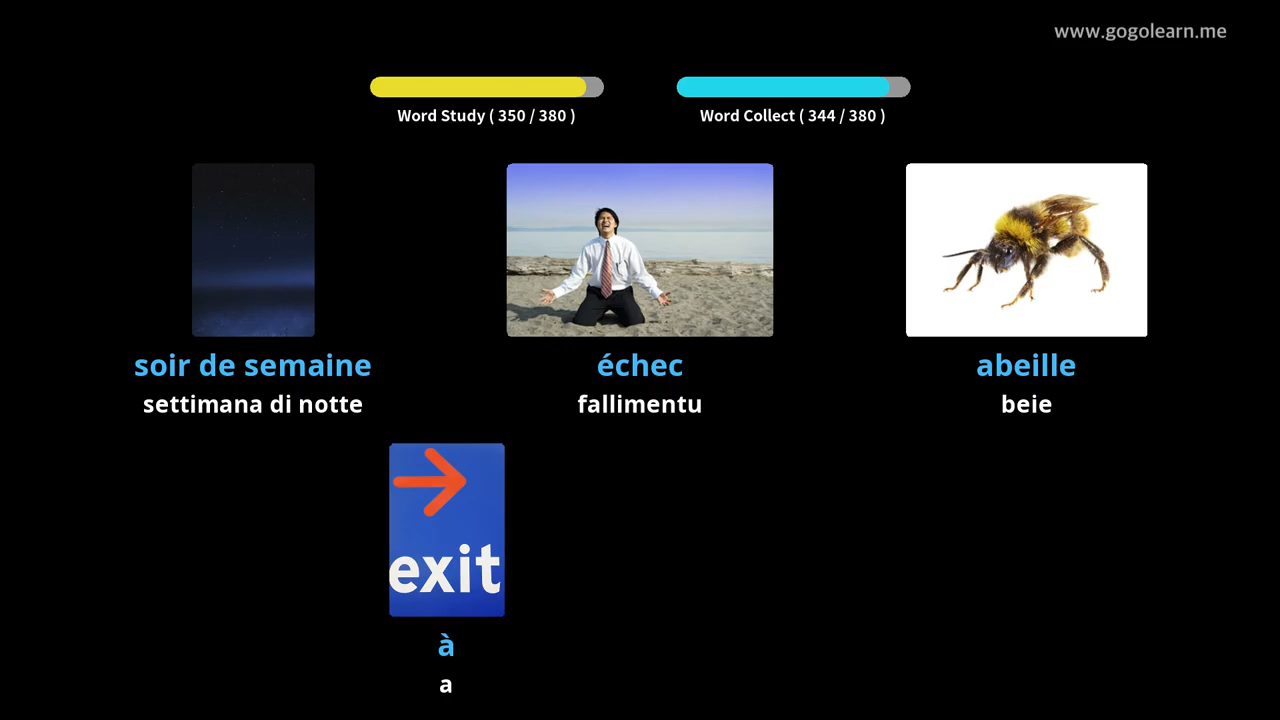 www.gogolearn.me
Word Study ( 350 / 380 )
Word Collect ( 344 / 380 )
soir de semaine
settimana di notte
échec
fallimentu
abeille
beie
exit
à
a